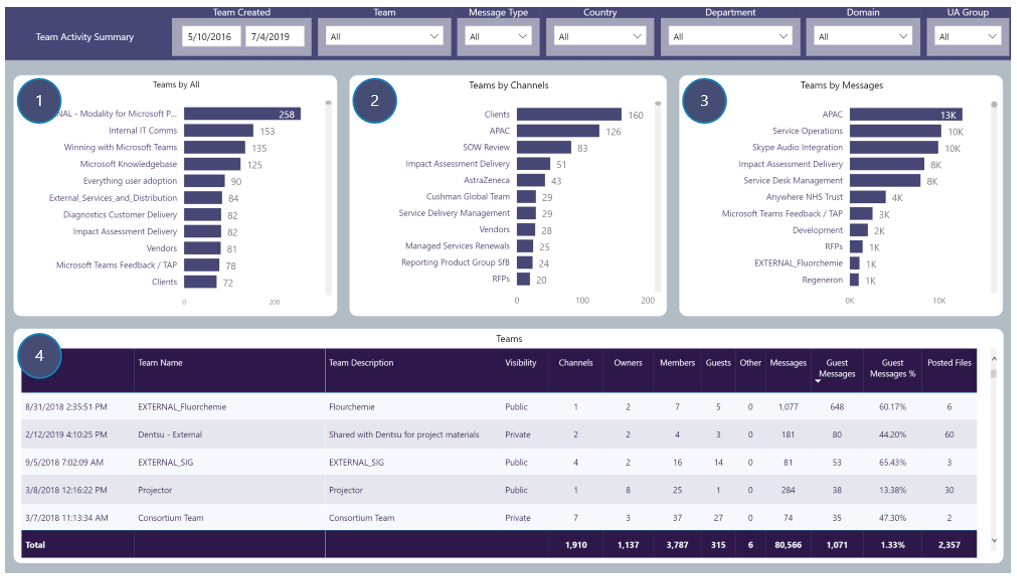 Team Created Team Message Type Country Department Domain UA Group
Team Activity Summary 5/10/2016 7/4/2019 All All All All All All
1
Teams by All
NAL - Modality for Microsoft P... 258
Internal IT Comms 153
Winning with Microsoft Teams 135
Microsoft Knowledgebase 125
Everything user adoption 90
External_Services_and_Distribution 84
Diagnostics Customer Delivery 82
Impact Assessment Delivery 82
Vendors 81
Microsoft Teams Feedback / TAP 78
Clients 72
0 200
2
Teams by Channels
Clients 160
APAC 126
SOW Review 83
Impact Assessment Delivery 51
AstraZeneca 43
Cushman Global Team 29
Service Delivery Management 29
Vendors 28
Managed Services Renewals 25
Reporting Product Group SfB 24
RFPs 20
0 100 200
3
Teams by Messages
APAC 13K
Service Operations 10K
Skype Audio Integration 10K
Impact Assessment Delivery 8K
Service Desk Management 8K
Anywhere NHS Trust 4K
Microsoft Teams Feedback / TAP 3K
Development 2K
RFPs 1K
EXTERNAL_Fluorchemie 1K
Regeneron 1K
0K 10K
4
Teams
Team Name Team Description Visibility Channels Owners Members Guests Other Messages Guest Messages Guest Messages % Posted Files
8/31/2018 2:35:51 PM EXTERNAL_Fluorchemie Flourchemie Public 1 2 7 5 0 1,077 648 60.17% 6
2/12/2019 4:10:25 PM Dentsu - External Shared with Dentsu for project materials Private 2 2 4 3 0 181 80 44.20% 60
9/5/2018 7:02:09 AM EXTERNAL_SIG EXTERNAL_SIG Public 4 2 16 14 0 81 53 65.43% 3
3/8/2018 12:16:22 PM Projector Projector Public 1 8 25 1 0 284 38 13.38% 30
3/7/2018 11:13:34 AM Consortium Team Consortium Team Private 7 3 37 27 0 74 35 47.30% 2
Total 1,910 1,137 3,787 315 6 80,566 1,071 1.33% 2,357